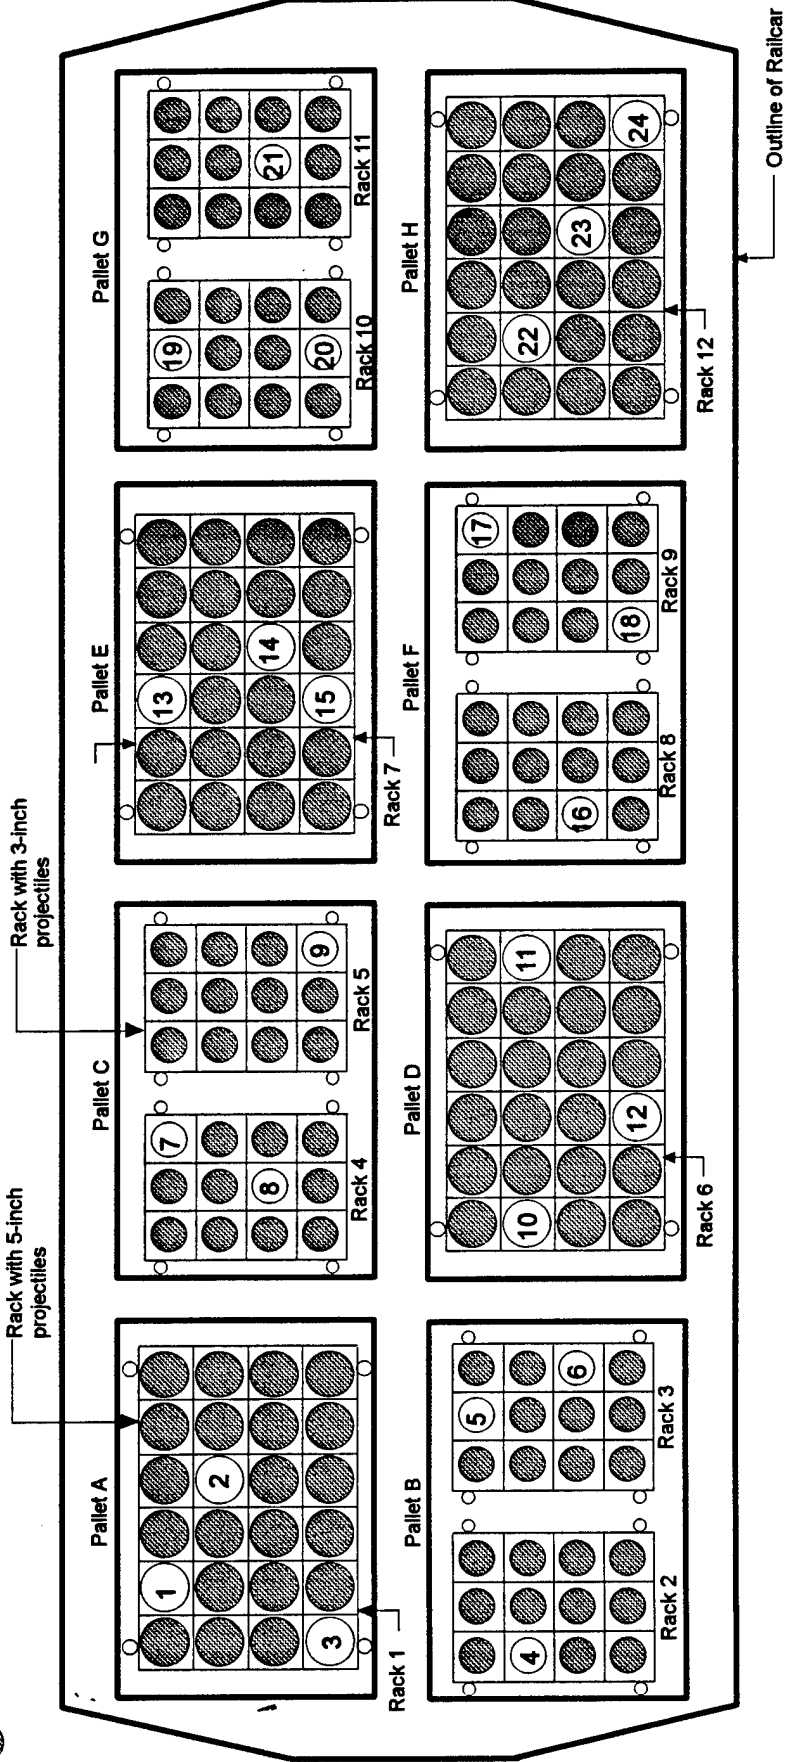 Rack with 5-inch
projectiles
Rack with 3-inch
projectiles
Pallet A
1
2
3
Rack 1
Pallet C
7
8
Rack 4
9
Rack 5
Pallet E
13
14
15
Rack 7
Pallet G
19
20
Rack 10
21
Rack 11
Pallet B
4
Rack 2
5
6
Rack 3
Pallet D
10
11
12
Rack 6
Pallet F
16
Rack 8
17
18
Rack 9
Pallet H
22
23
24
Rack 12
Outline of Railcar